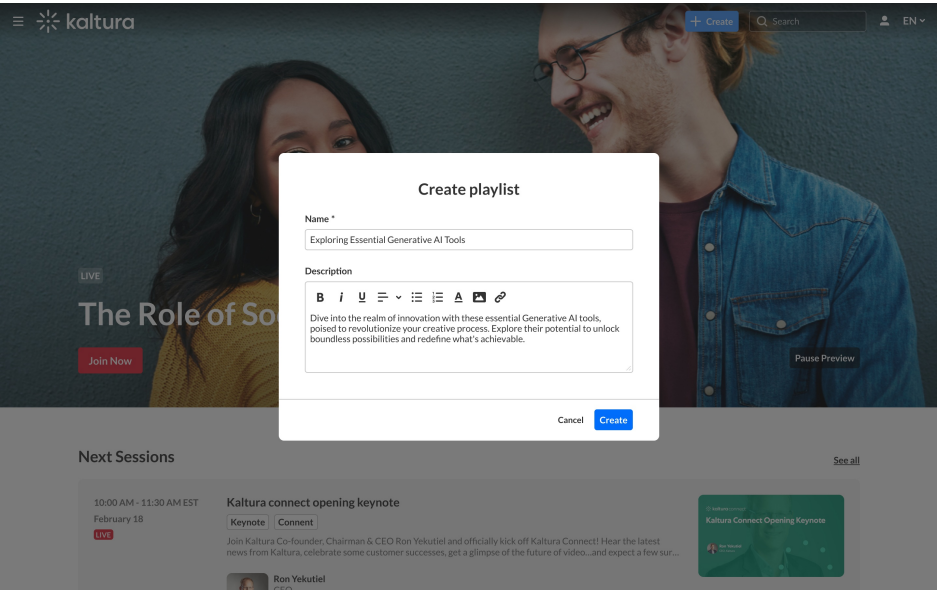 kaltura
Create
Search
EN
Create playlist
Name *
Exploring Essential Generative AI Tools
Description
B i U A
Dive into the realm of innovation with these essential Generative AI tools,
poised to revolutionize your creative process. Explore their potential to unlock
boundless possibilities and redefine what's achievable.
LIVE
The Role of So
Join Now
Pause Preview
Cancel
Create
Next Sessions
See all
10:00 AM - 11:30 AM EST
February 18
LIVE
Kaltura connect opening keynote
Keynote
Connent
Join Kaltura Co-founder, Chairman & CEO Ron Yekutiel and officially kick off Kaltura Connect! Hear the latest
news from Kaltura, celebrate some customer successes, get a glimpse of the future of video...and expect a few sur...
Ron Yekutiel
CEO
Kaltura Connect Opening Keynote
Ron Yekutiel